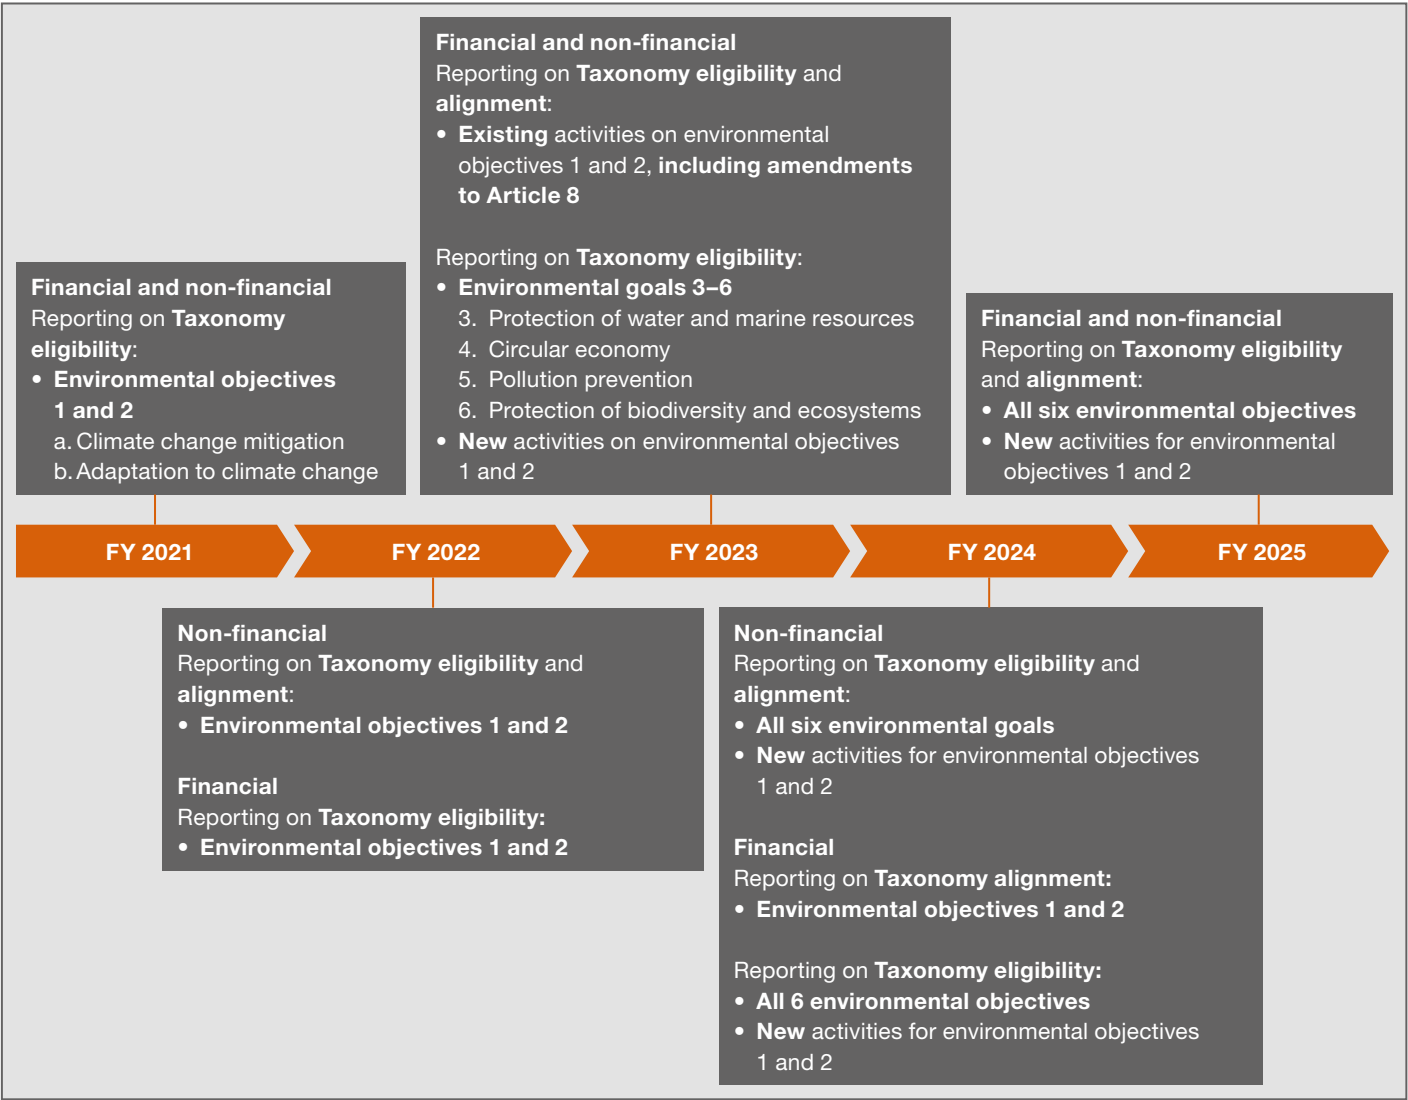 Financial and non-financial
Reporting on Taxonomy eligibility and
alignment:
• Existing activities on environmental
objectives 1 and 2, including amendments
to Article 8
Reporting on Taxonomy eligibility:
• Environmental goals 3–6
3. Protection of water and marine resources
4. Circular economy
5. Pollution prevention
6. Protection of biodiversity and ecosystems
• New activities on environmental objectives
1 and 2
Financial and non-financial
Reporting on Taxonomy
eligibility:
• Environmental objectives
1 and 2
a. Climate change mitigation
b. Adaptation to climate change
Financial and non-financial
Reporting on Taxonomy eligibility
and alignment:
• All six environmental objectives
• New activities for environmental
objectives 1 and 2
FY 2021
FY 2022
FY 2023
FY 2024
FY 2025
Non-financial
Reporting on Taxonomy eligibility and
alignment:
• Environmental objectives 1 and 2
Financial
Reporting on Taxonomy eligibility:
• Environmental objectives 1 and 2
Non-financial
Reporting on Taxonomy eligibility and
alignment:
• All six environmental goals
• New activities for environmental objectives
1 and 2
Financial
Reporting on Taxonomy alignment:
• Environmental objectives 1 and 2
Reporting on Taxonomy eligibility:
• All 6 environmental objectives
• New activities for environmental objectives
1 and 2